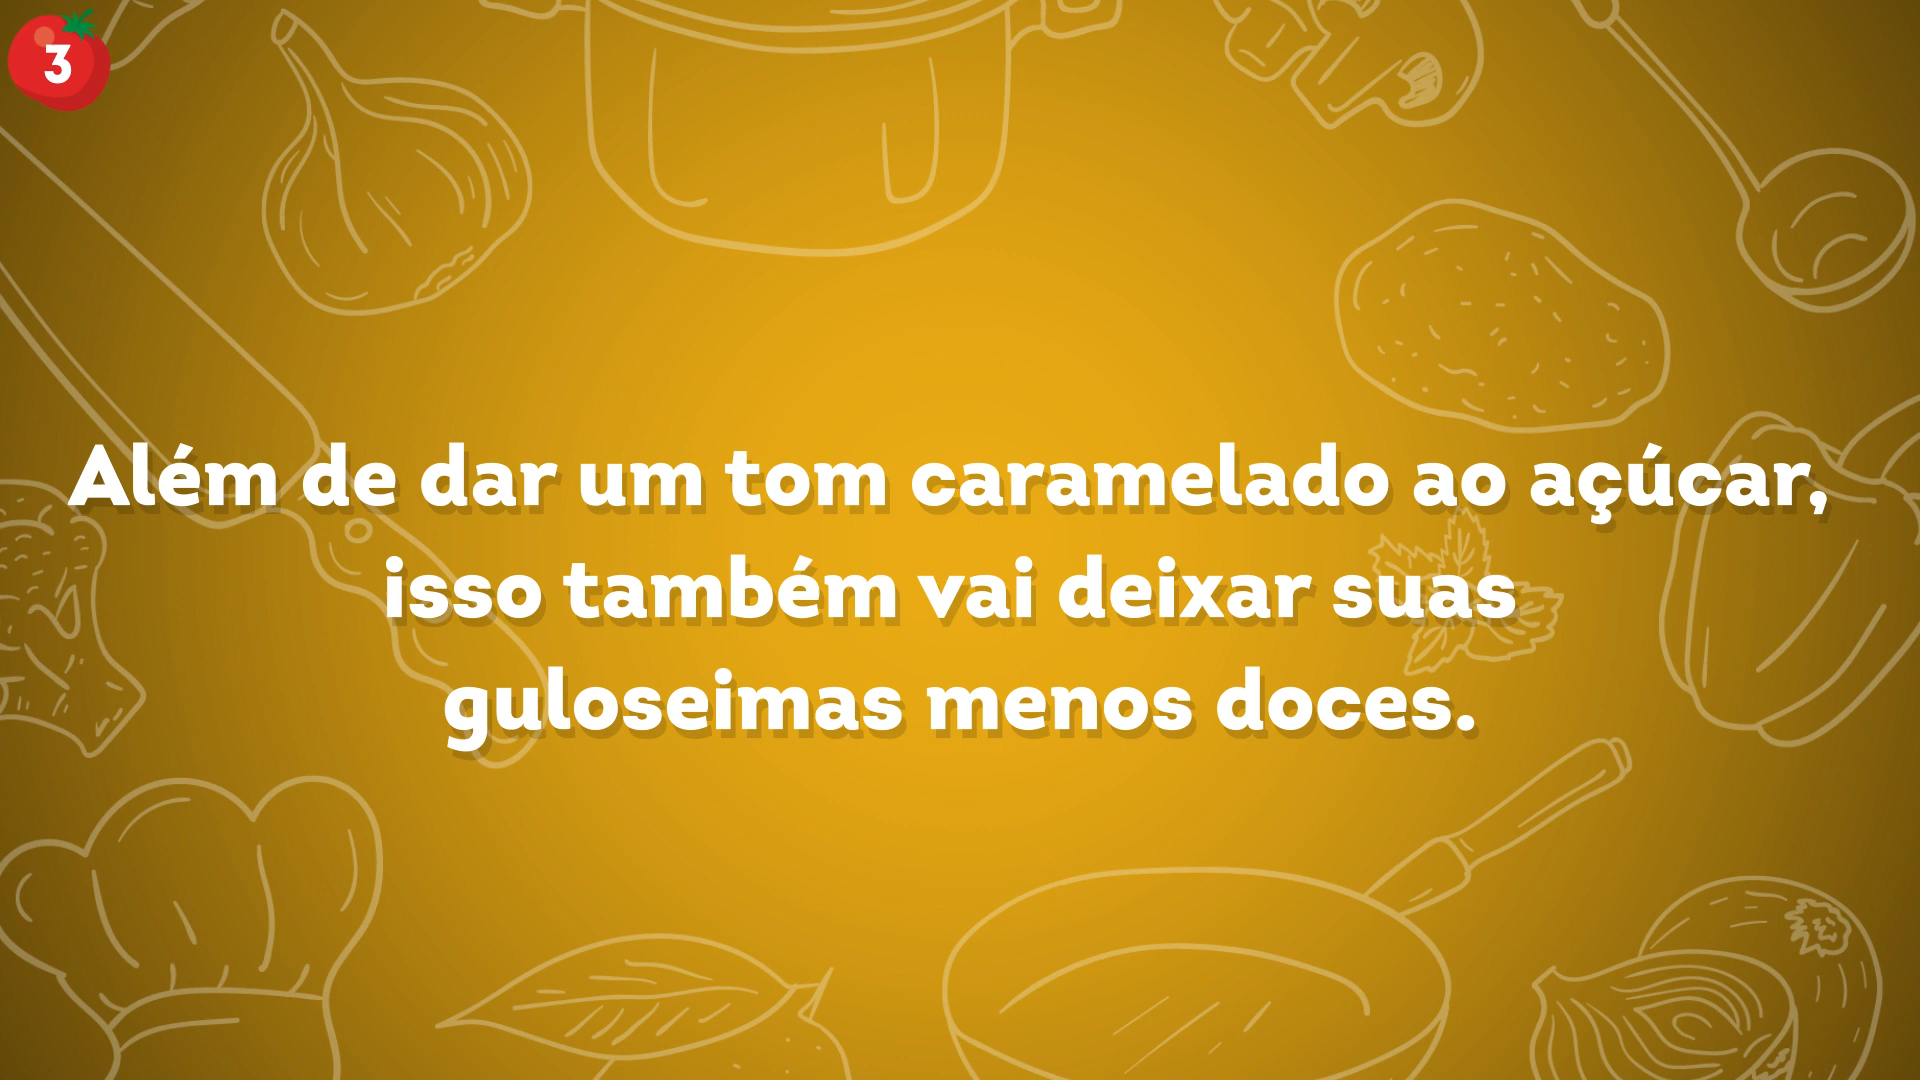 3
Além de dar um tom caramelado ao açúcar,
isso também vai deixar suas
guloseimas menos doces.